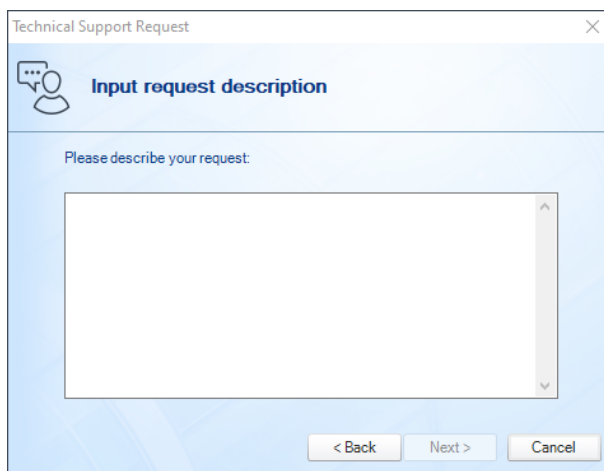 Technical Support Request
Input request description
Please describe your request:
< Back
Next >
Cancel